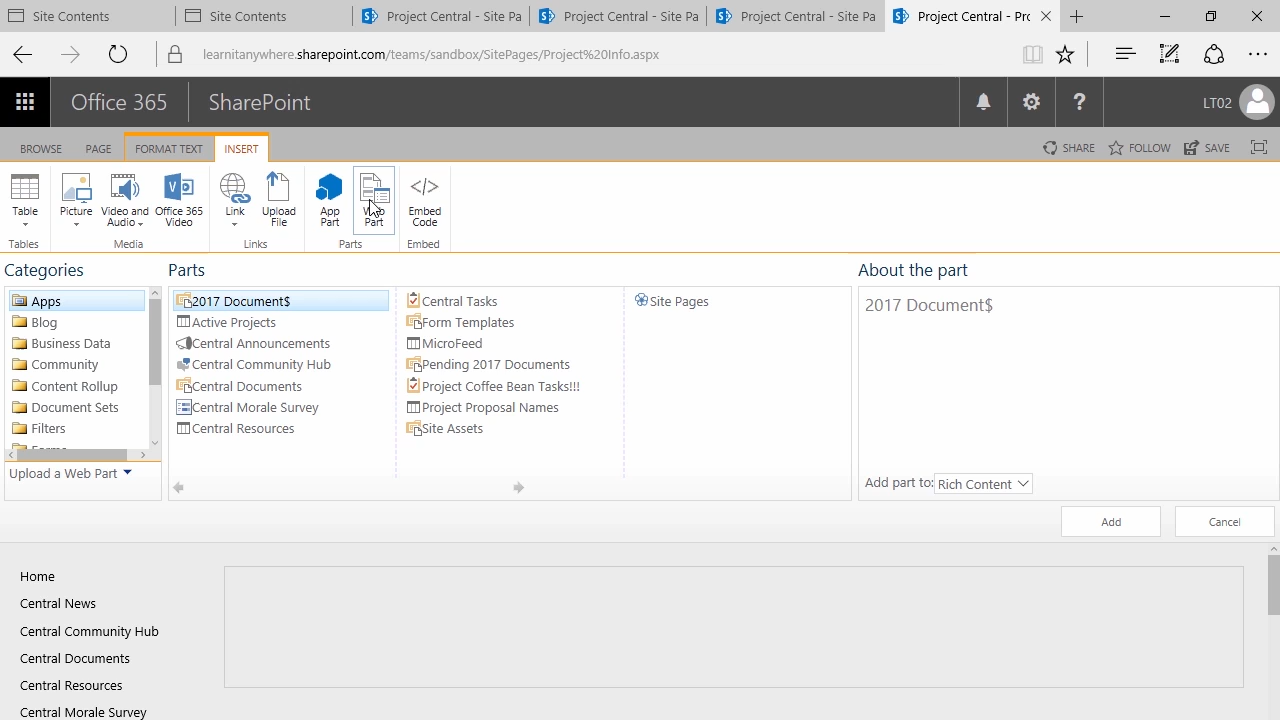 Site Contents
Site Contents
Project Central - Site Pa
Project Central - Site Pa
Project Central - Site Pa
Project Central - Pro
learnitanywhere.sharepoint.com/teams/sandbox/SitePages/Project%20Info.aspx
Office 365
SharePoint
LT02
BROWSE
PAGE
FORMAT TEXT
INSERT
SHARE
FOLLOW
SAVE
Table
Picture
Video and Audio
Office 365 Video
Link
Upload File
App Part
Web Part
Embed Code
Tables
Media
Links
Parts
Embed
Categories
Apps
Blog
Business Data
Community
Content Rollup
Document Sets
Filters
Upload a Web Part
Parts
2017 Document$
Active Projects
Central Announcements
Central Community Hub
Central Documents
Central Morale Survey
Central Resources
Central Tasks
Form Templates
MicroFeed
Pending 2017 Documents
Project Coffee Bean Tasks!!!
Project Proposal Names
Site Assets
Site Pages
About the part
2017 Document$
Add part to: Rich Content
Add
Cancel
Home
Central News
Central Community Hub
Central Documents
Central Resources
Central Morale Survey